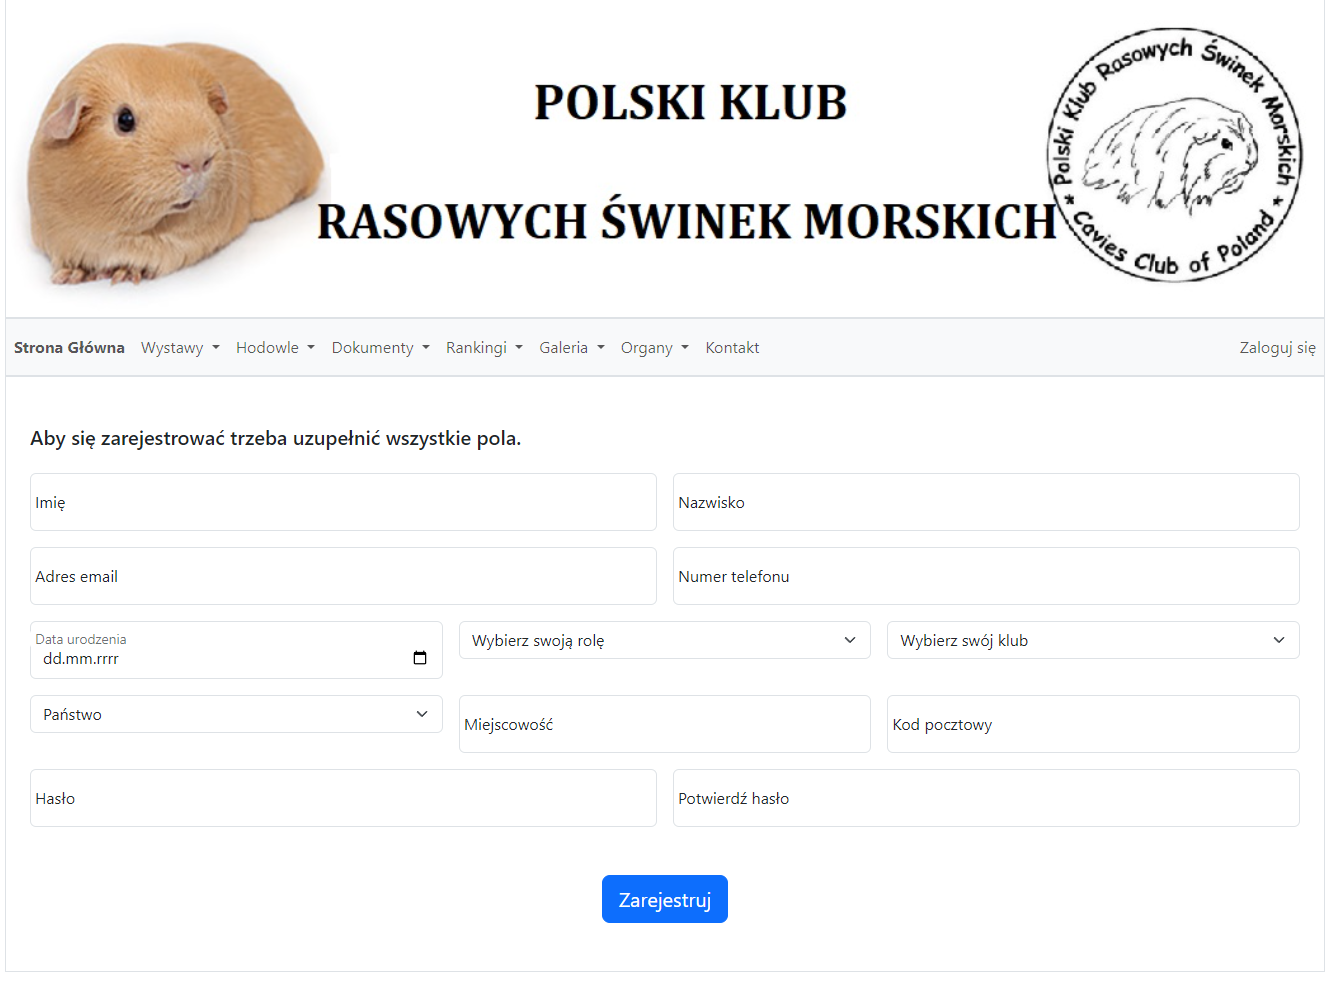 POLSKI KLUB
RASOWYCH ŚWINEK MORSKICH
* Polski Klub Rasowych Świnek Morskich *
Cavies Club of Poland
Strona Główna Wystawy Hodowle Dokumenty Rankingi Galeria Organy Kontakt Zaloguj się
Aby się zarejestrować trzeba uzupełnić wszystkie pola.
Imię Nazwisko
Adres email Numer telefonu
Data urodzenia
dd.mm.rrrr Wybierz swoją rolę Wybierz swój klub
Państwo Miejscowość Kod pocztowy
Hasło Potwierdź hasło
Zarejestruj